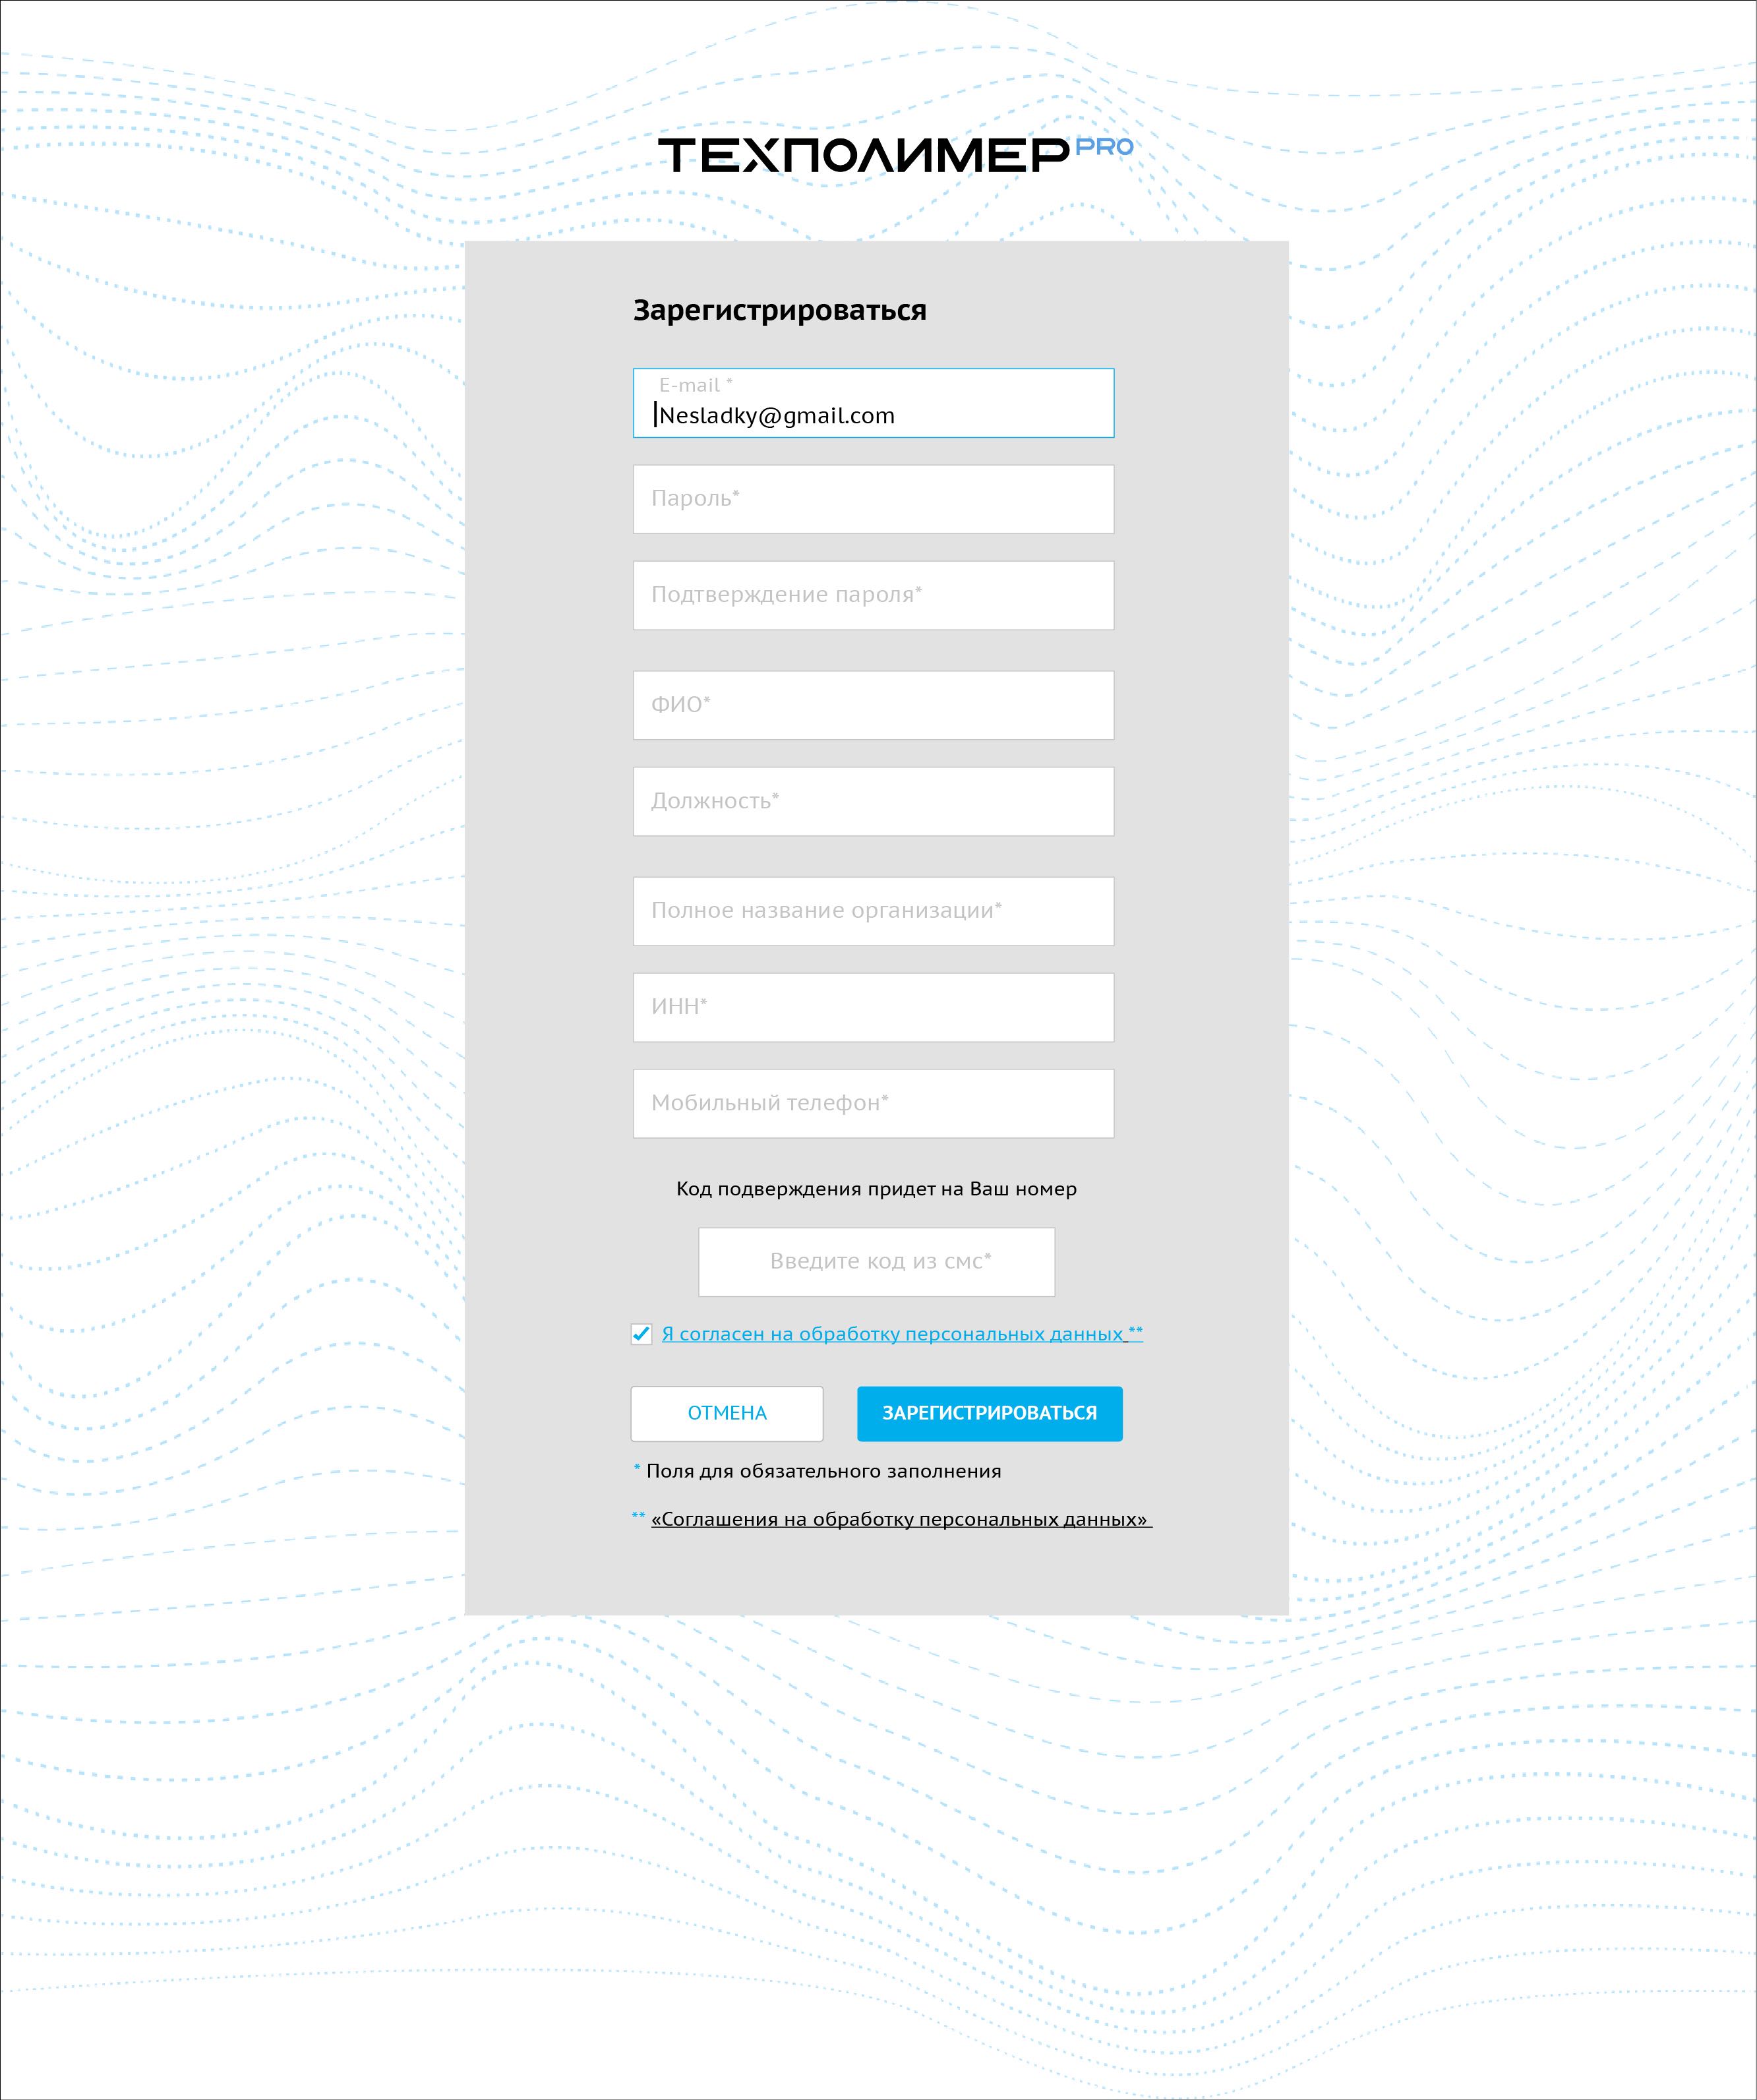 ТЕХПОЛИМЕР PRO
Зарегистрироваться
E-mail *
Nesladky@gmail.com
Пароль*
Подтверждение пароля*
ФИО*
Должность*
Полное название организации*
ИНН*
Мобильный телефон*
Код подверждения придет на Ваш номер
Введите код из смс*
Я согласен на обработку персональных данных **
ОТМЕНА ЗАРЕГИСТРИРОВАТЬСЯ
* Поля для обязательного заполнения
** «Соглашения на обработку персональных данных»